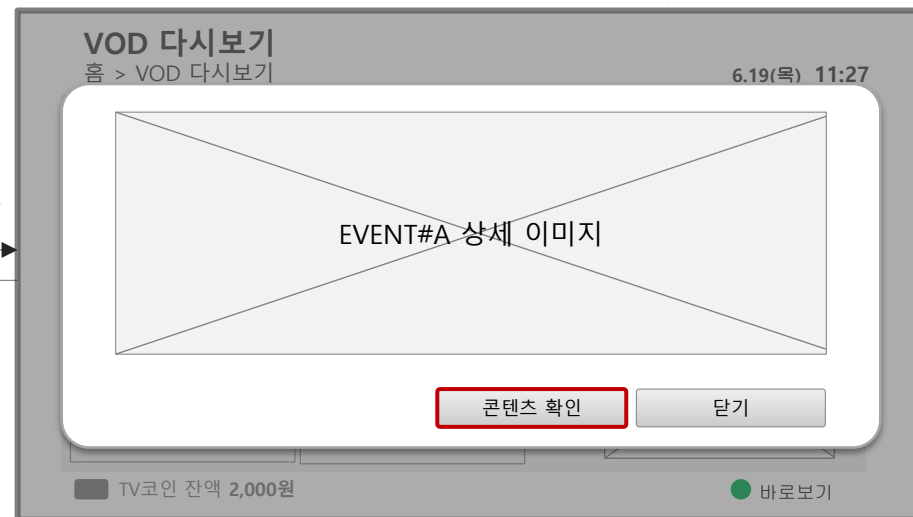 VOD 다시보기
홈 > VOD 다시보기
6.19(목) 11:27
EVENT#A 상세 이미지
콘텐츠 확인
닫기
TV코인 잔액 2,000원
바로보기